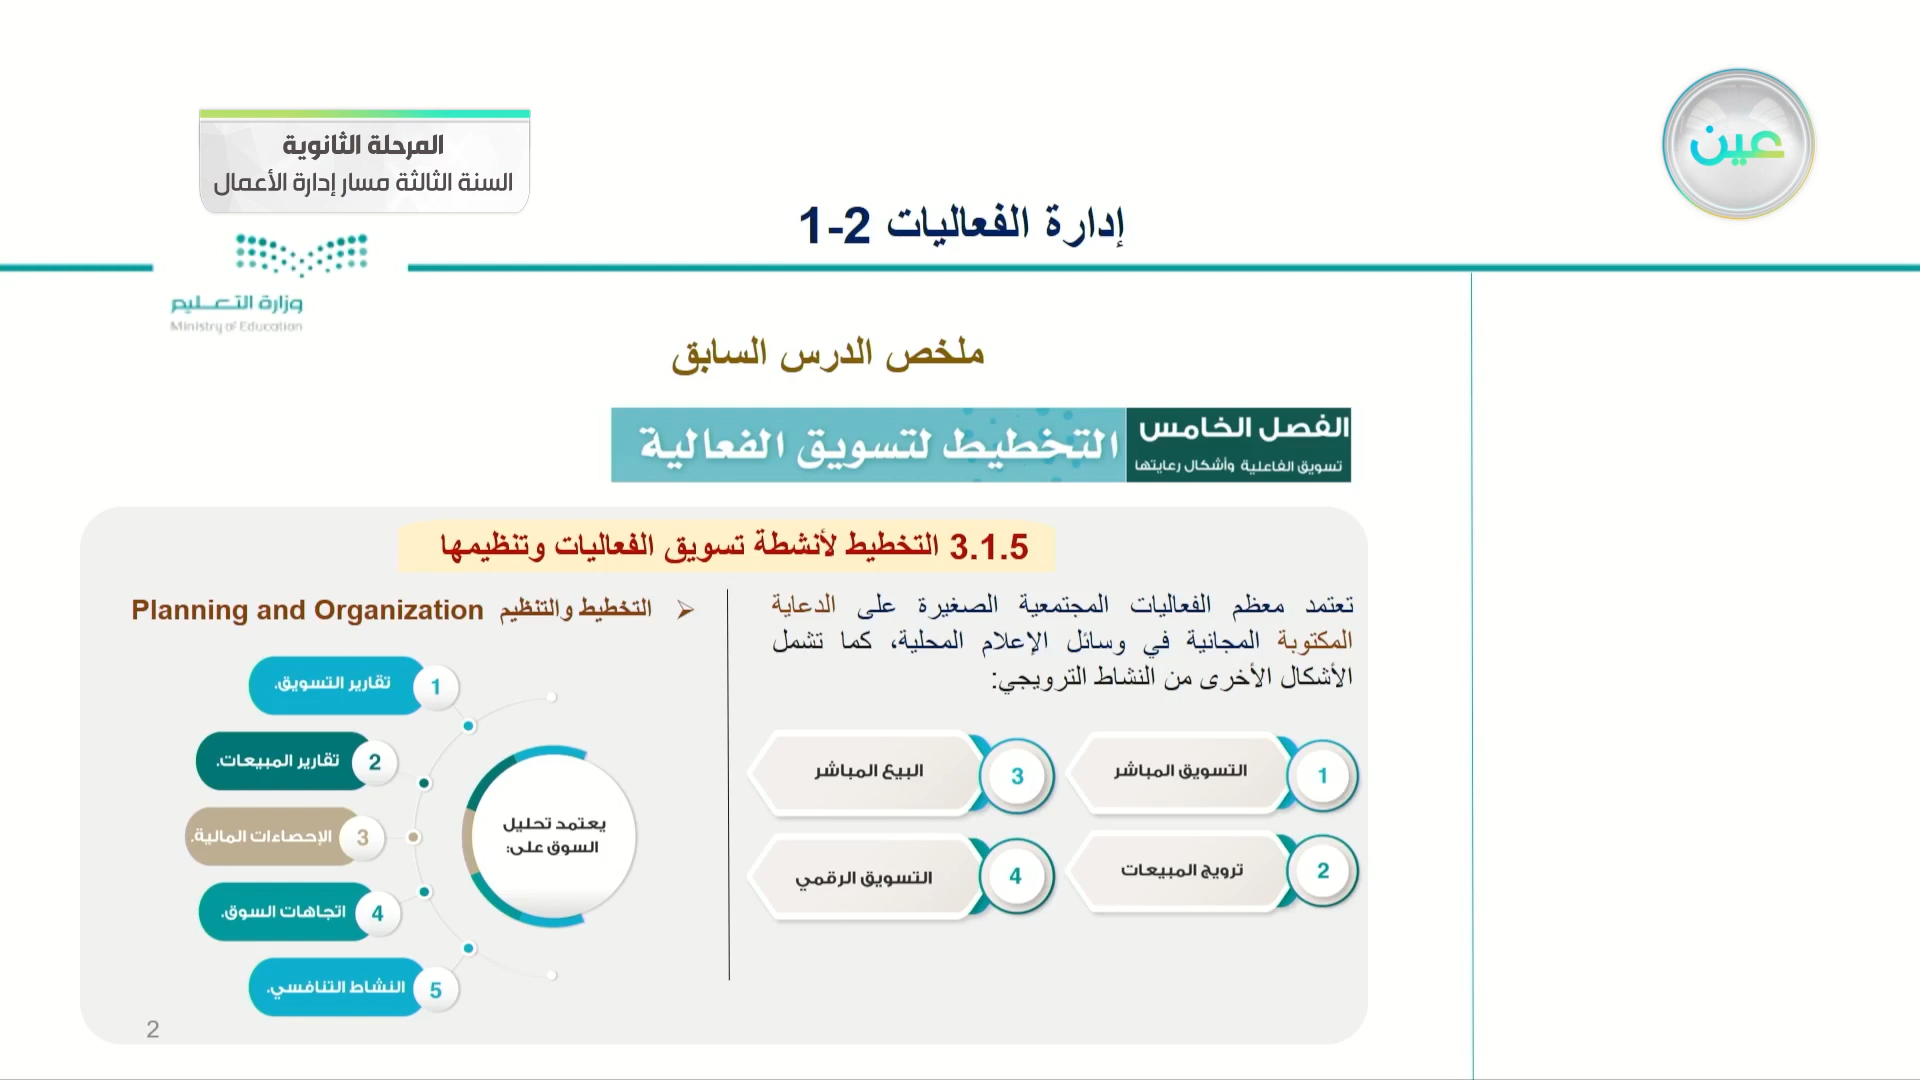 عين
المرحلة الثانوية
السنة الثالثة مسار إدارة الأعمال
إدارة الفعاليات 2-1
وزارة التعليم
Ministry of Education
ملخص الدرس السابق
الفصل الخامس
تسويق الفاعلية وأشكال رعايتها
التخطيط لتسويق الفعالية
3.1.5 التخطيط لأنشطة تسويق الفعاليات وتنظيمها
تعتمد معظم الفعاليات المجتمعية الصغيرة على الدعاية
المكتوبة المجانية في وسائل الإعلام المحلية، كما تشمل
الأشكال الأخرى من النشاط الترويجي:
1 التسويق المباشر
2 ترويج المبيعات
3 البيع المباشر
4 التسويق الرقمي
التخطيط والتنظيم Planning and Organization
يعتمد تحليل
السوق على:
1 تقارير التسويق.
2 تقارير المبيعات.
3 الإحصاءات المالية.
4 اتجاهات السوق.
5 النشاط التنافسي.
2